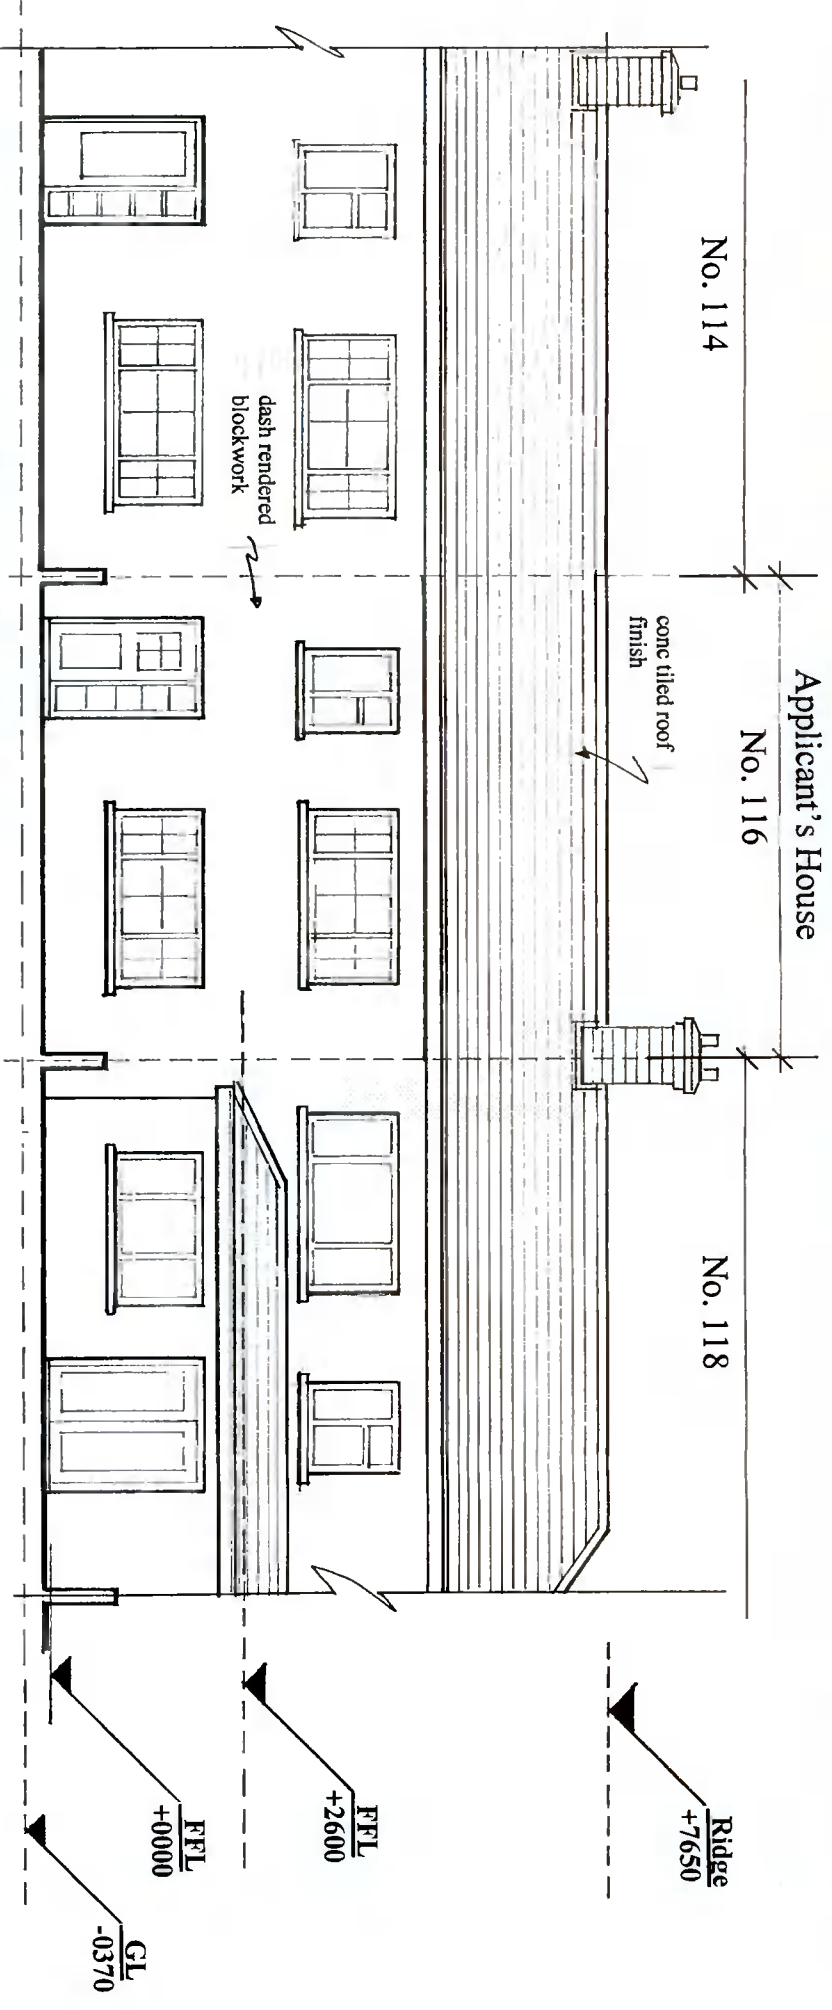 Applicant's House
No. 114
No. 116
No. 118
conc tiled roof
finish
dash rendered
blockwork
Ridge
+7650
FFL
+2600
FFL
+0000
GL
-0370